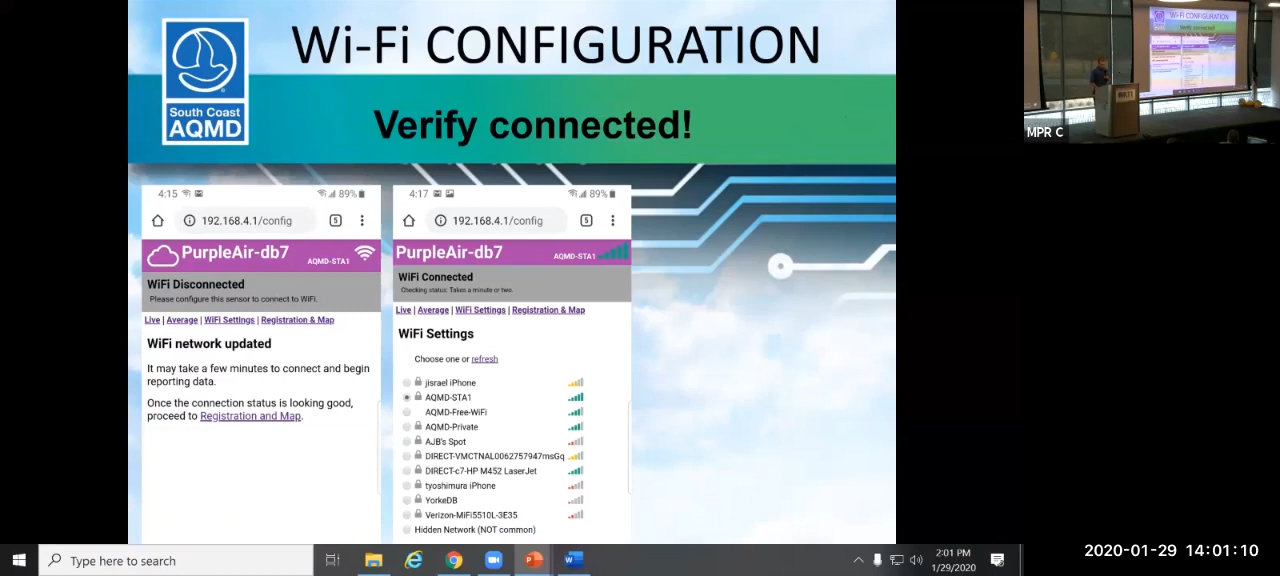 Wi-Fi CONFIGURATION
South Coast
AQMD
Verify connected!
4:15
89%
192.168.4.1/config
5
PurpleAir-db7
AQMD-STA1
WiFi Disconnected
Please configure this sensor to connect to WiFi.
Live | Average | WiFi Settings | Registration & Map
WiFi network updated
It may take a few minutes to connect and begin
reporting data.
Once the connection status is looking good,
proceed to Registration and Map.
4:17
89%
192.168.4.1/config
5
PurpleAir-db7
AQMD-STA1
WiFi Connected
Checking status: Takes a minute or two.
Live | Average | WiFi Settings | Registration & Map
WiFi Settings
Choose one or refresh
jisrael iPhone
AQMD-STA1
AQMD-Free-WiFi
AQMD-Private
AJB's Spot
DIRECT-VMCTNAL0062757947msGq
DIRECT-c7-HP M452 LaserJet
tyoshimura iPhone
YorkeDB
Verizon-MiFi5510L-3E35
Hidden Network (NOT common)
Wi-Fi CONFIGURATION
Verify connected!
MPR C
Type here to search
2:01 PM
1/29/2020
2020-01-29 14:01:10